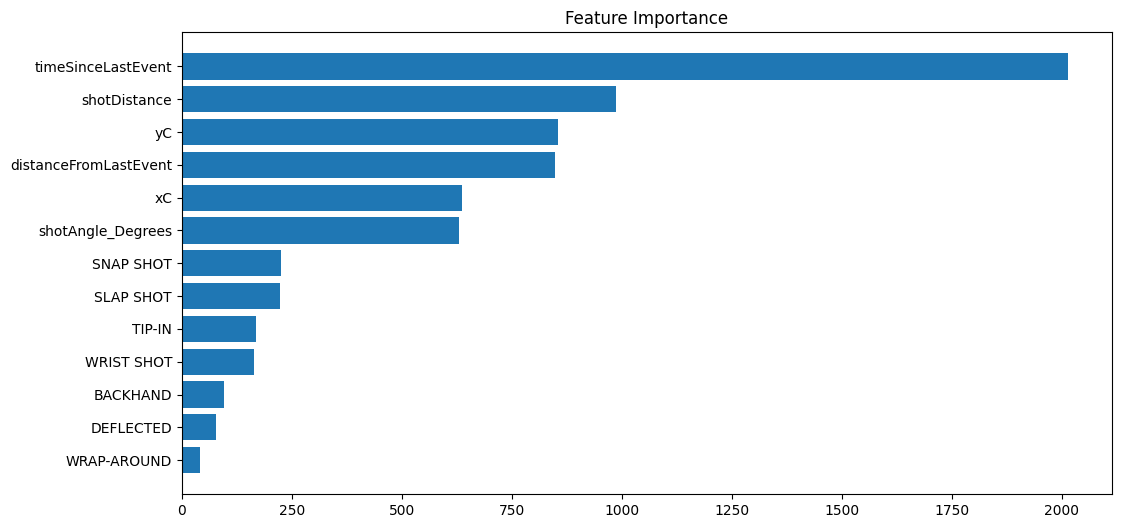 Feature Importance
timeSinceLastEvent
shotDistance
yC
distanceFromLastEvent
xC
shotAngle_Degrees
SNAP SHOT
SLAP SHOT
TIP-IN
WRIST SHOT
BACKHAND
DEFLECTED
WRAP-AROUND
0 250 500 750 1000 1250 1500 1750 2000